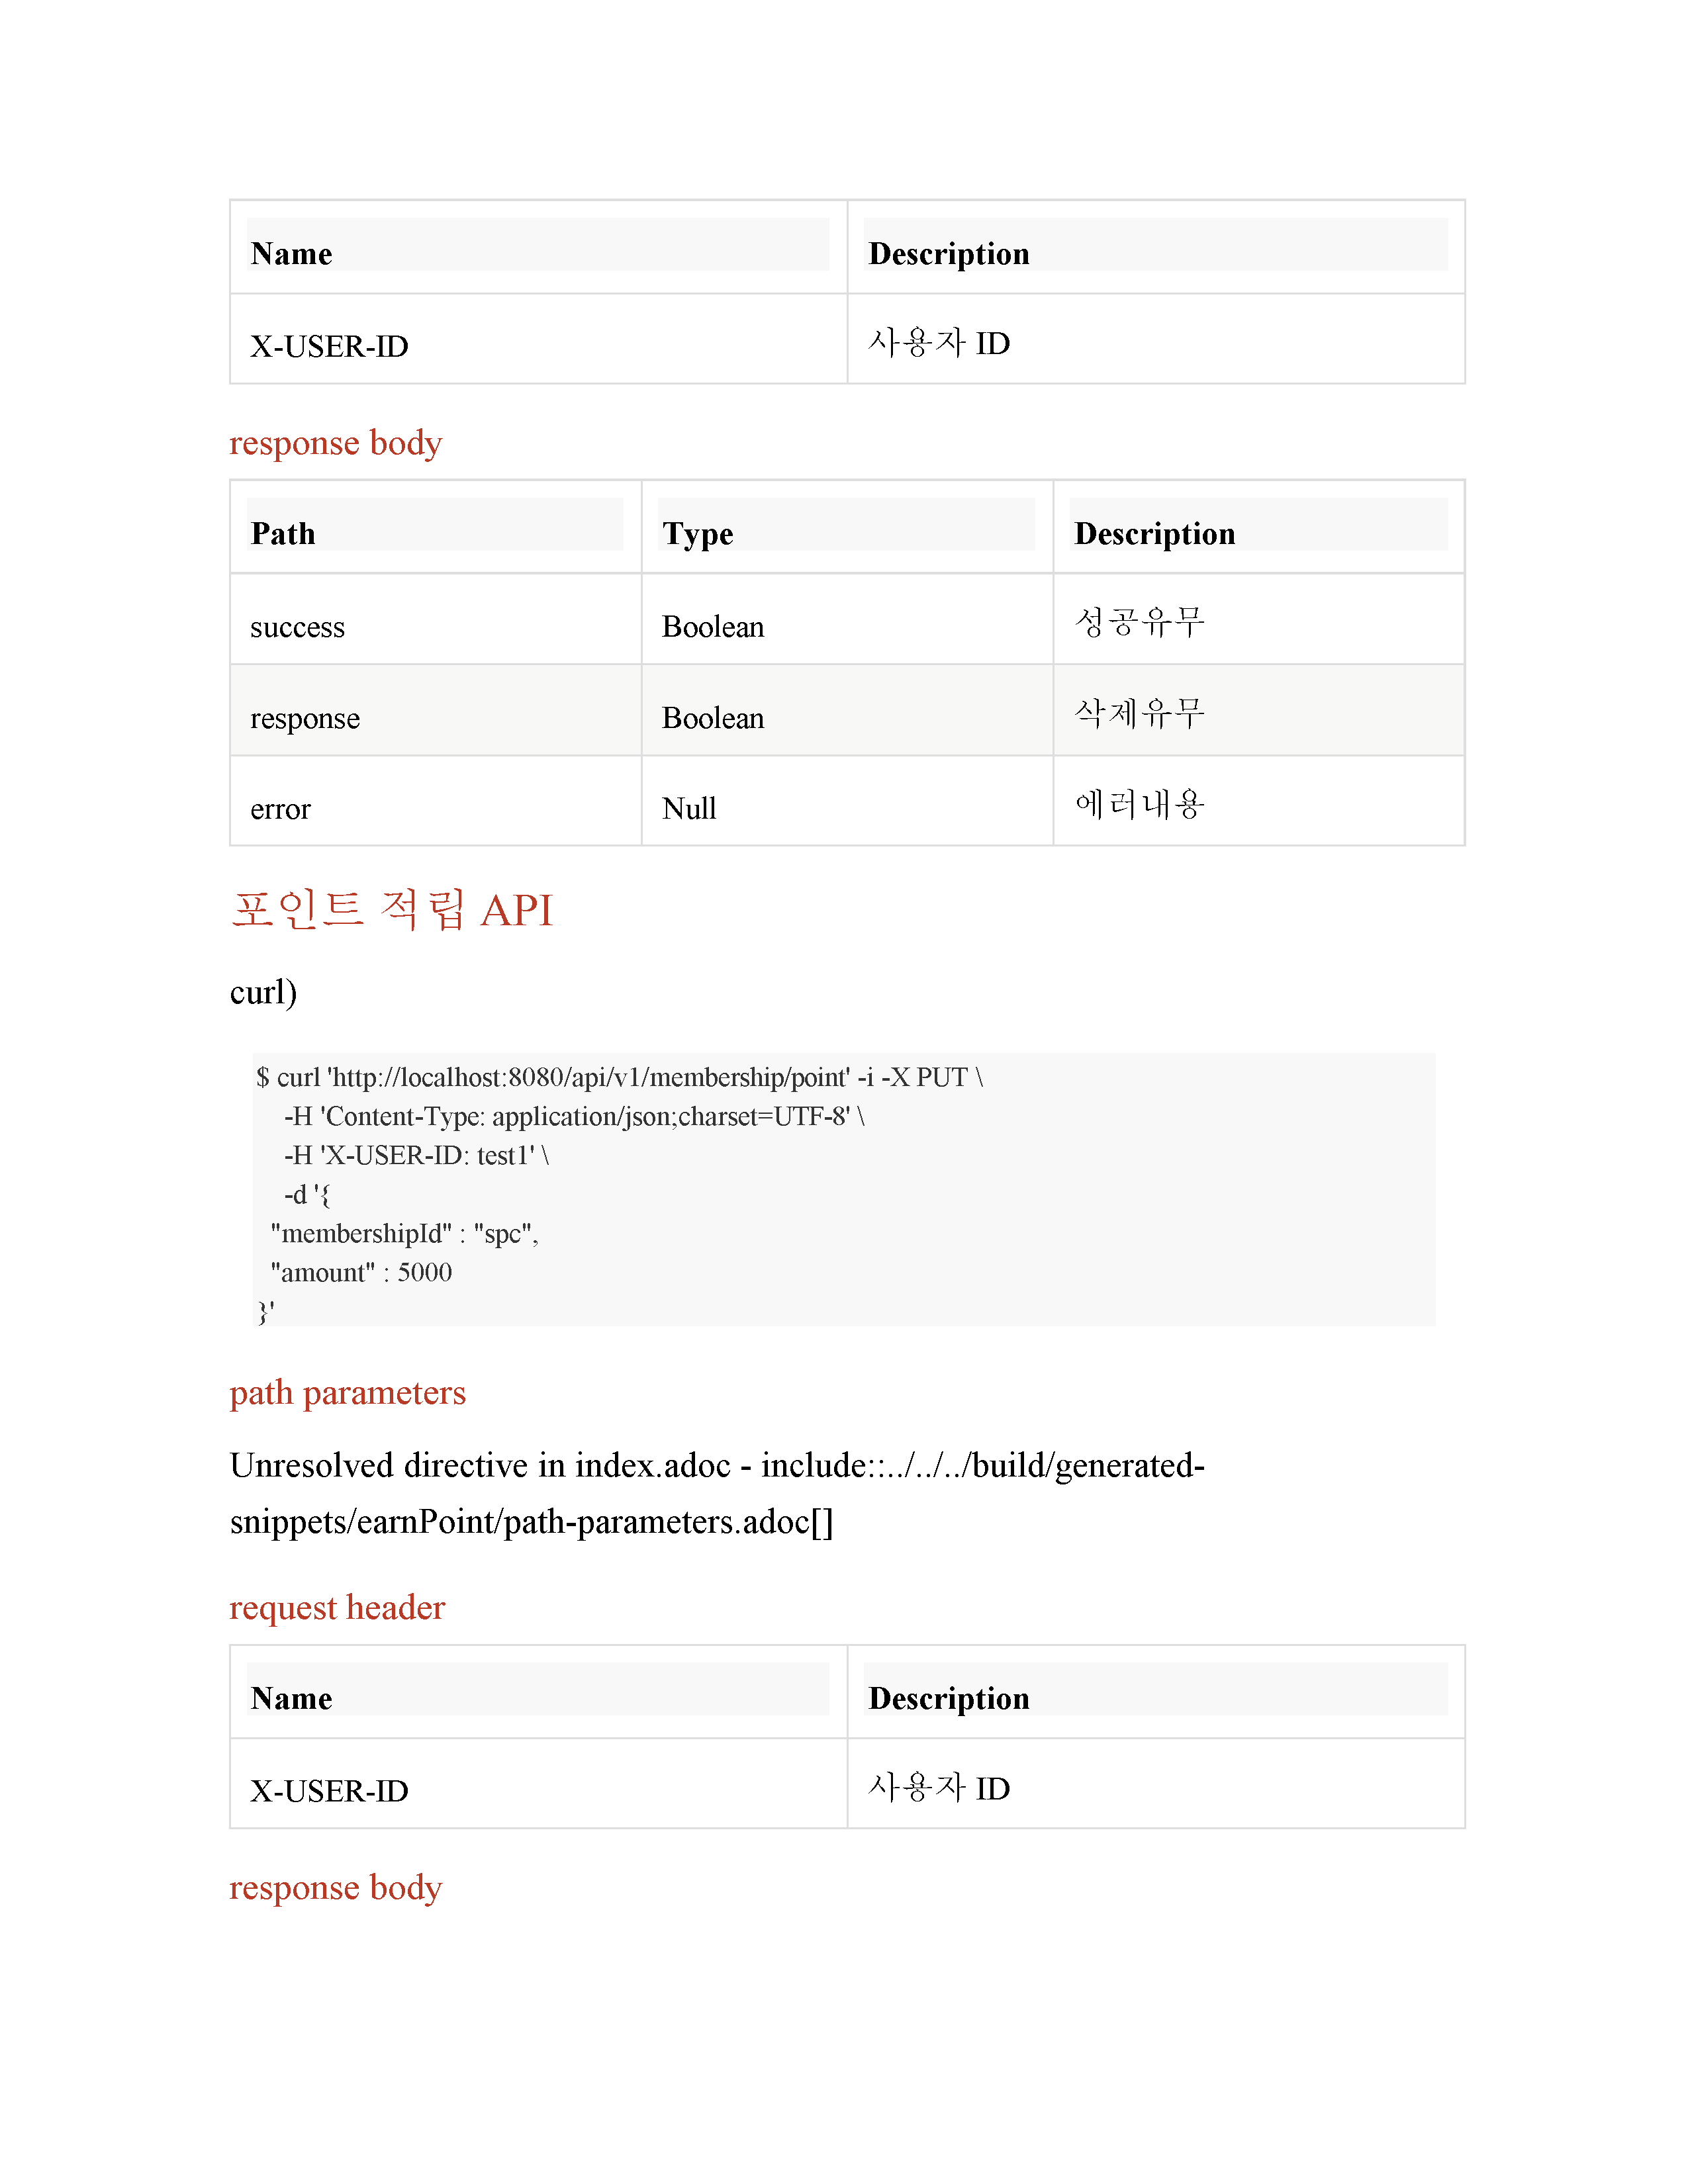 Name Description
X-USER-ID 사용자 ID
response body
Path Type Description
success Boolean 성공유무
response Boolean 삭제유무
error Null 에러내용
포인트 적립 API
curl)
$ curl 'http://localhost:8080/api/v1/membership/point' -i -X PUT \
-H 'Content-Type: application/json;charset=UTF-8' \
-H 'X-USER-ID: test1' \
-d '{
"membershipId" : "spc",
"amount" : 5000
}'
path parameters
Unresolved directive in index.adoc - include::../../../build/generated-
snippets/earnPoint/path-parameters.adoc[]
request header
Name Description
X-USER-ID 사용자 ID
response body